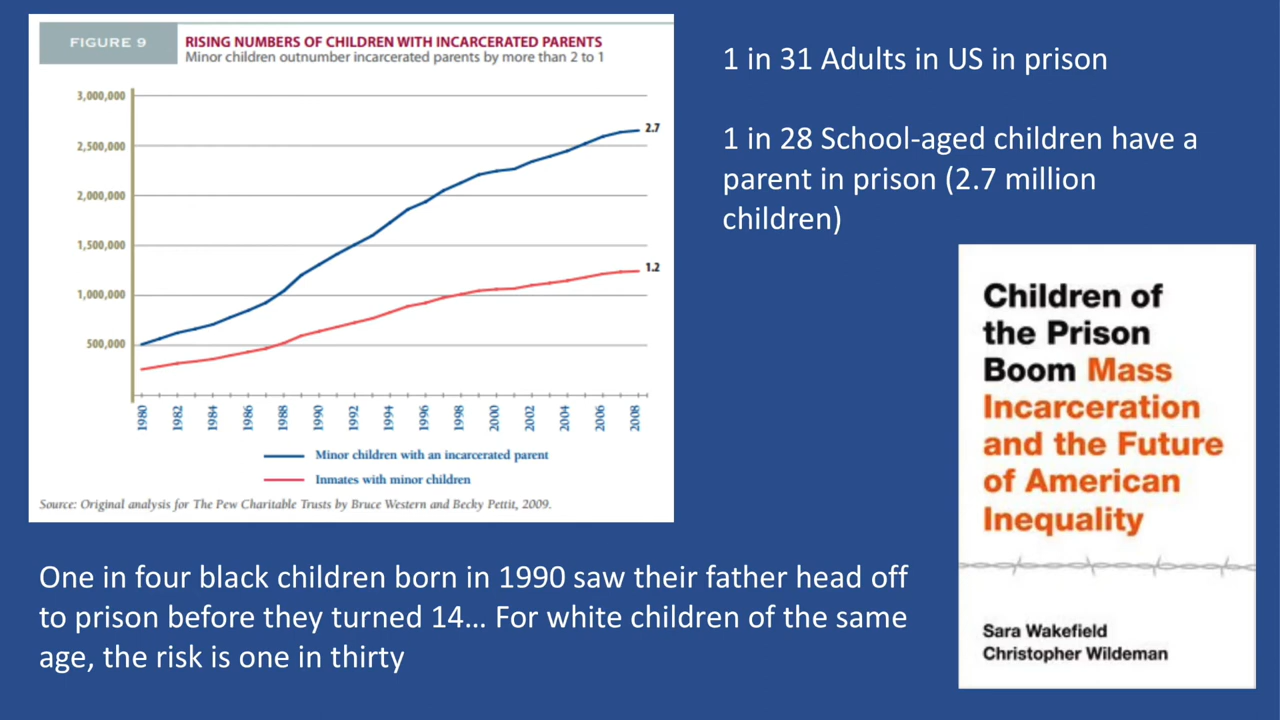 FIGURE 9
RISING NUMBERS OF CHILDREN WITH INCARCERATED PARENTS
Minor children outnumber incarcerated parents by more than 2 to 1
3,000,000
2,500,000
2,000,000
1,500,000
1,000,000
500,000
2.7
1.2
1980
1982
1984
1986
1988
1990
1992
1994
1996
1998
2000
2002
2004
2006
2008
Minor children with an incarcerated parent
Inmates with minor children
Source: Original analysis for The Pew Charitable Trusts by Bruce Western and Becky Pettit, 2009.
1 in 31 Adults in US in prison
1 in 28 School-aged children have a
parent in prison (2.7 million
children)
Children of
the Prison
Boom Mass
Incarceration
and the Future
of American
Inequality
Sara Wakefield
Christopher Wildeman
One in four black children born in 1990 saw their father head off
to prison before they turned 14… For white children of the same
age, the risk is one in thirty